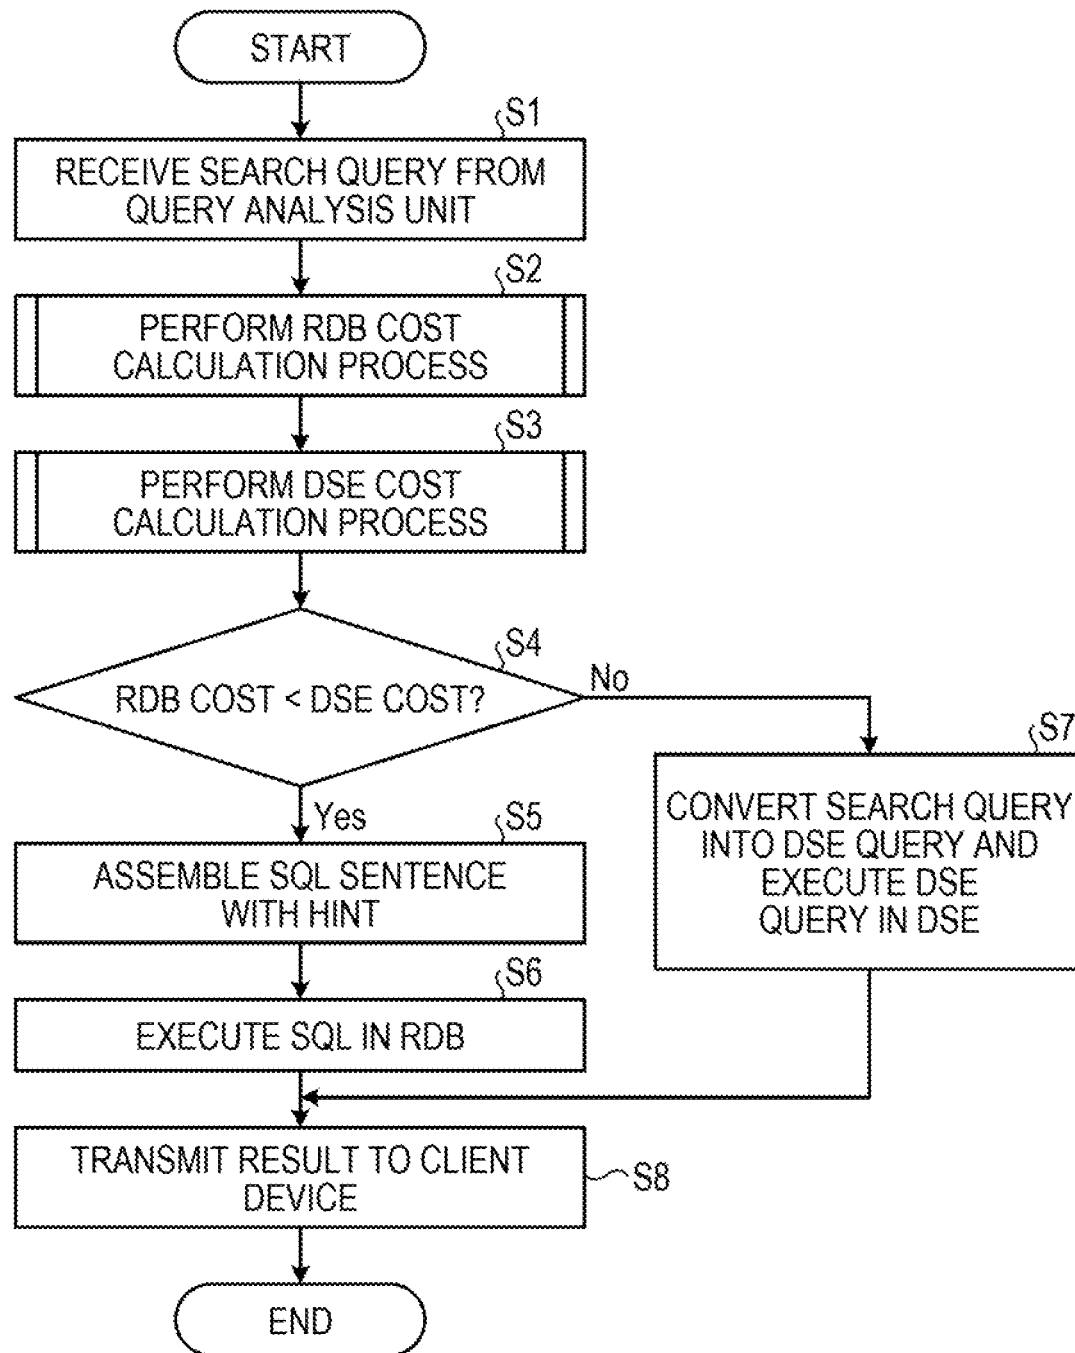 START
S1
RECEIVE SEARCH QUERY FROM
QUERY ANALYSIS UNIT
S2
PERFORM RDB COST
CALCULATION PROCESS
S3
PERFORM DSE COST
CALCULATION PROCESS
S4
RDB COST < DSE COST?
No
Yes
S7
CONVERT SEARCH QUERY
INTO DSE QUERY AND
EXECUTE DSE
QUERY IN DSE
S5
ASSEMBLE SQL SENTENCE
WITH HINT
S6
EXECUTE SQL IN RDB
TRANSMIT RESULT TO CLIENT
DEVICE
S8
END